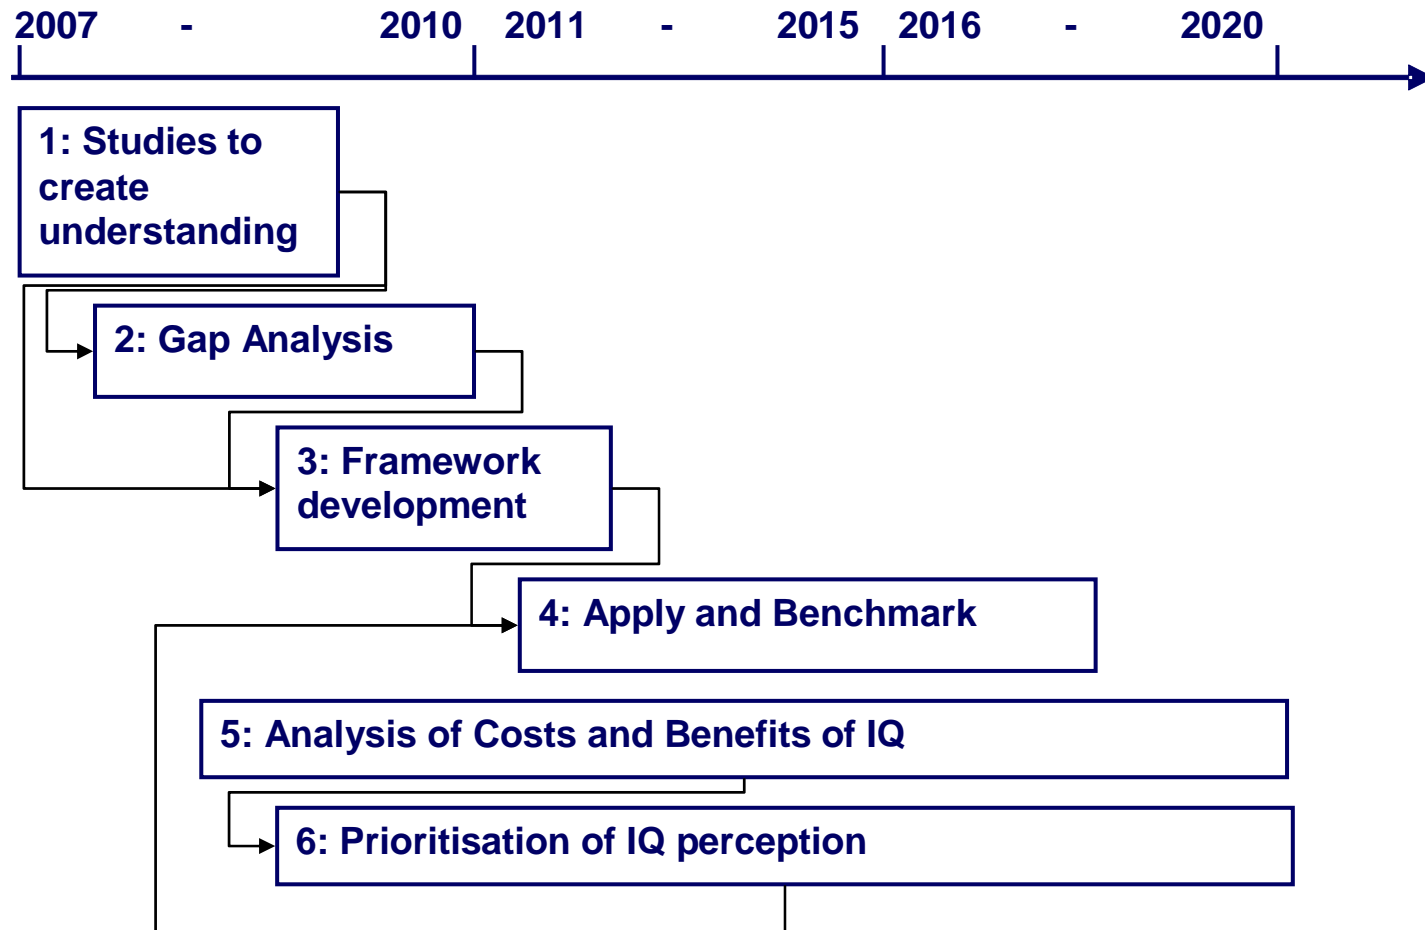 2007 - 2010 2011 - 2015 2016 - 2020
1: Studies to
create
understanding
2: Gap Analysis
3: Framework
development
4: Apply and Benchmark
5: Analysis of Costs and Benefits of IQ
6: Prioritisation of IQ perception